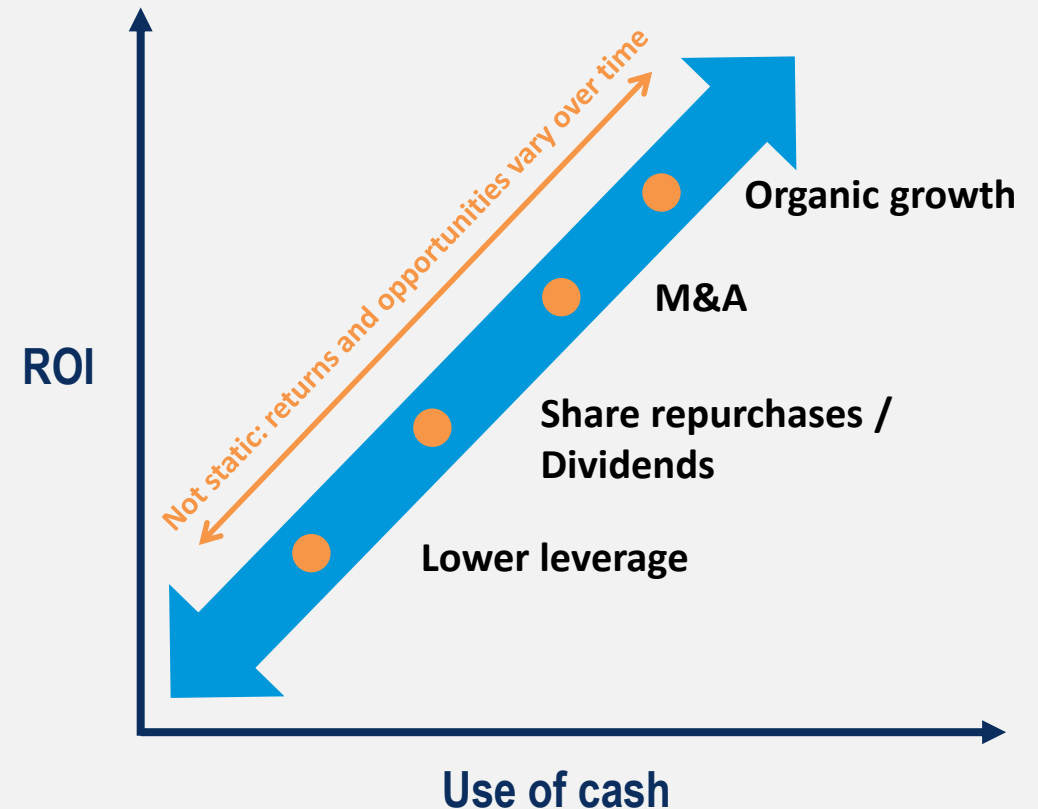 Not static: returns and opportunities vary over time
Organic growth
M&A
ROI
Share repurchases /
Dividends
Lower leverage
Use of cash